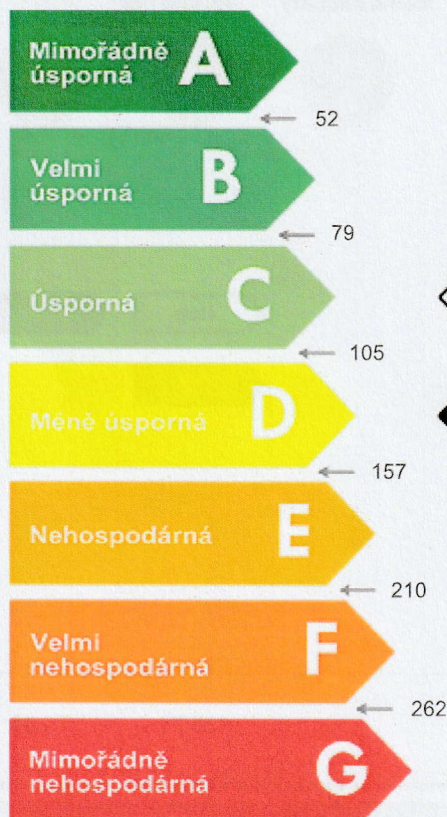 Mimořádně
úsporná
A
52
Velmi
úsporná
B
79
Úsporná
C
105
Méně úsporná
D
157
Nehospodárná
E
210
Velmi
nehospodárná
F
262
Mimořádně
nehospodárná
G